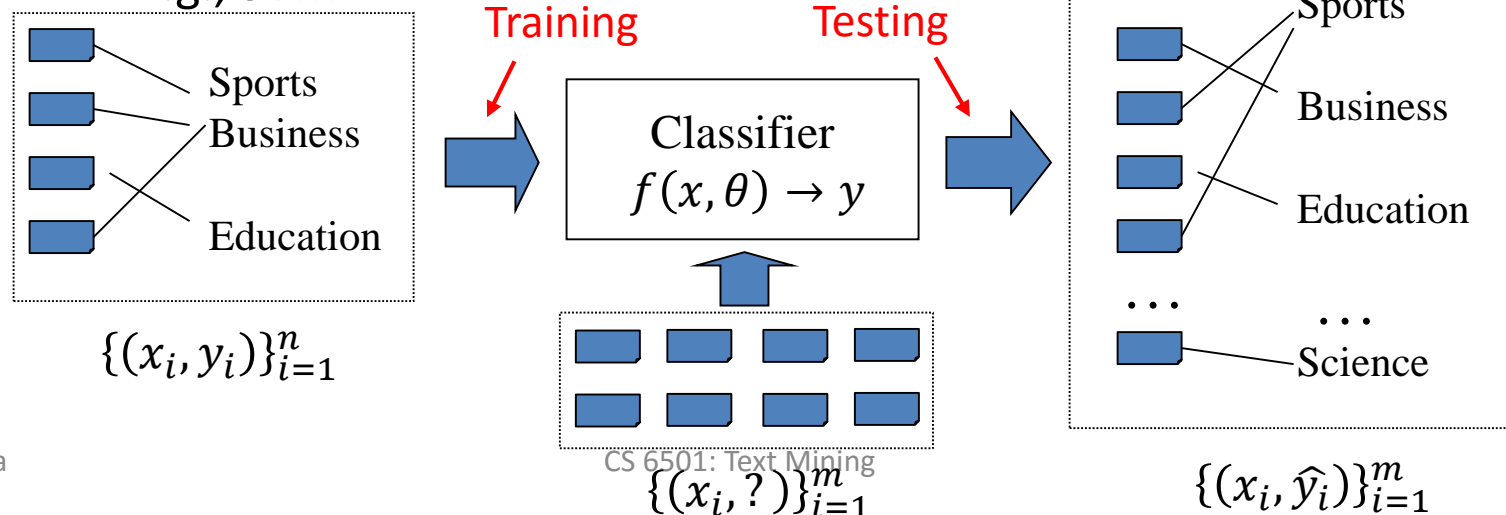 Training
Testing
Sports
Business
Education
{(x_i, y_i)}_{i=1}^n
Classifier
f(x, θ) → y
{(x_i, ?)}_{i=1}^m
CS 6501: Text Mining
Sports
Business
Education
… …
Science
{(x_i, ŷ_i)}_{i=1}^m